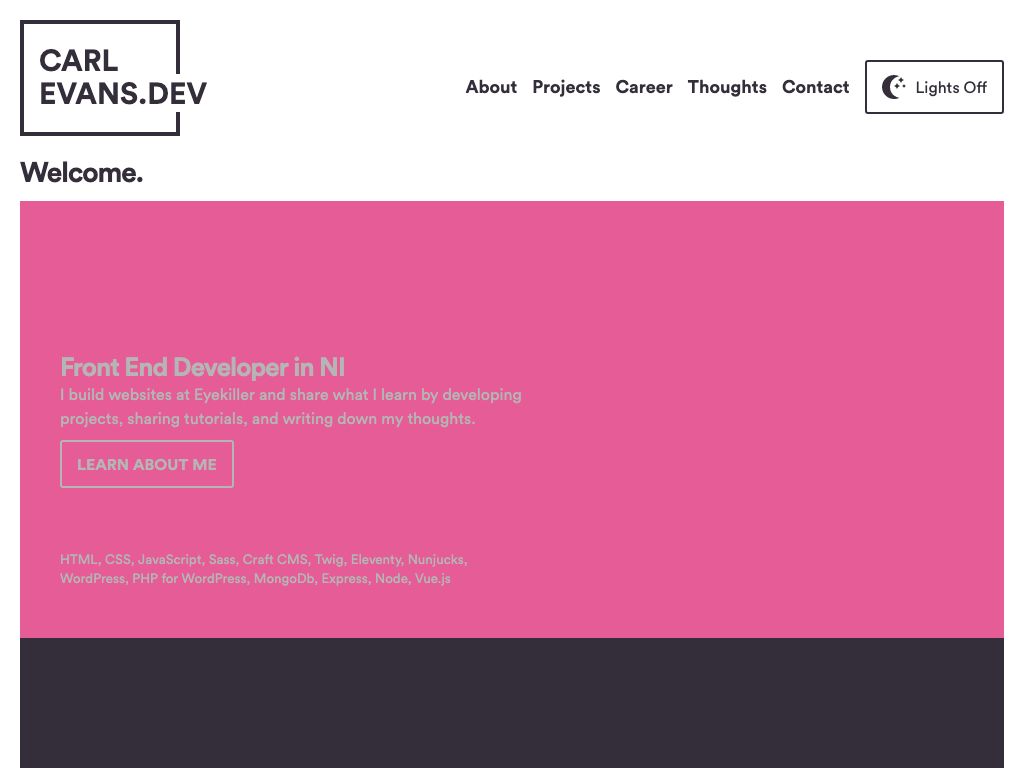 CARL
EVANS.DEV
About Projects Career Thoughts Contact Lights Off
Welcome.
Front End Developer in NI
I build websites at Eyekiller and share what I learn by developing
projects, sharing tutorials, and writing down my thoughts.
LEARN ABOUT ME
HTML, CSS, JavaScript, Sass, Craft CMS, Twig, Eleventy, Nunjucks,
WordPress, PHP for WordPress, MongoDb, Express, Node, Vue.js